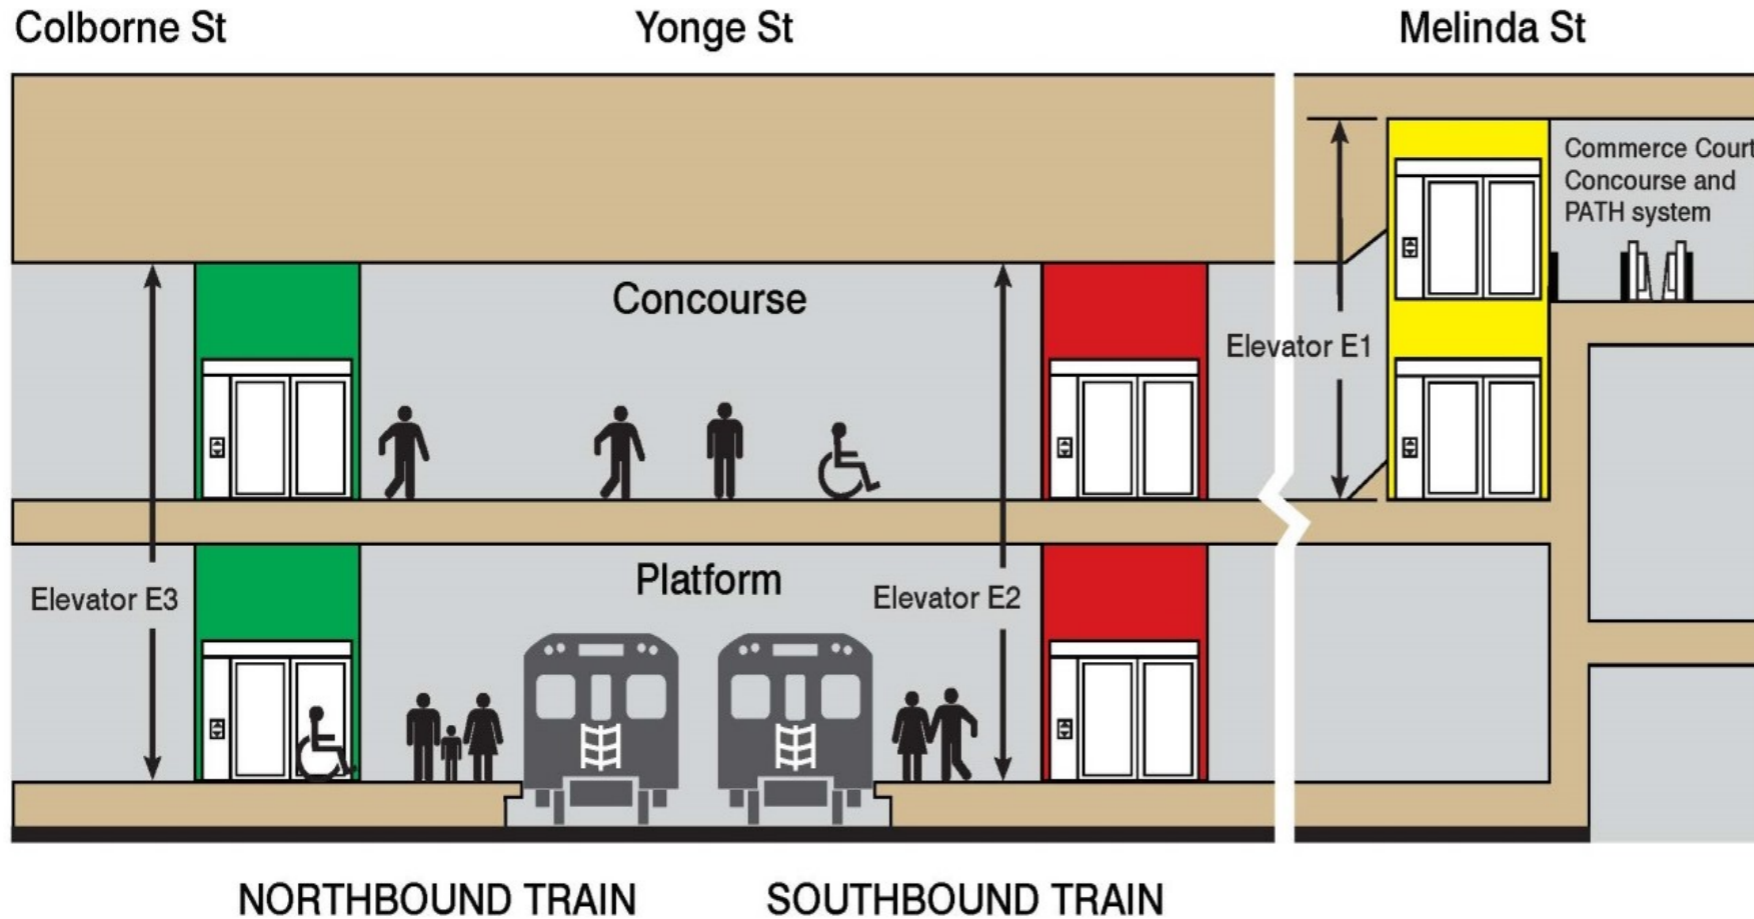 Colborne St
Yonge St
Melinda St
Commerce Court
Concourse and
PATH system
Concourse
Elevator E1
Platform
Elevator E3
Elevator E2
NORTHBOUND TRAIN
SOUTHBOUND TRAIN